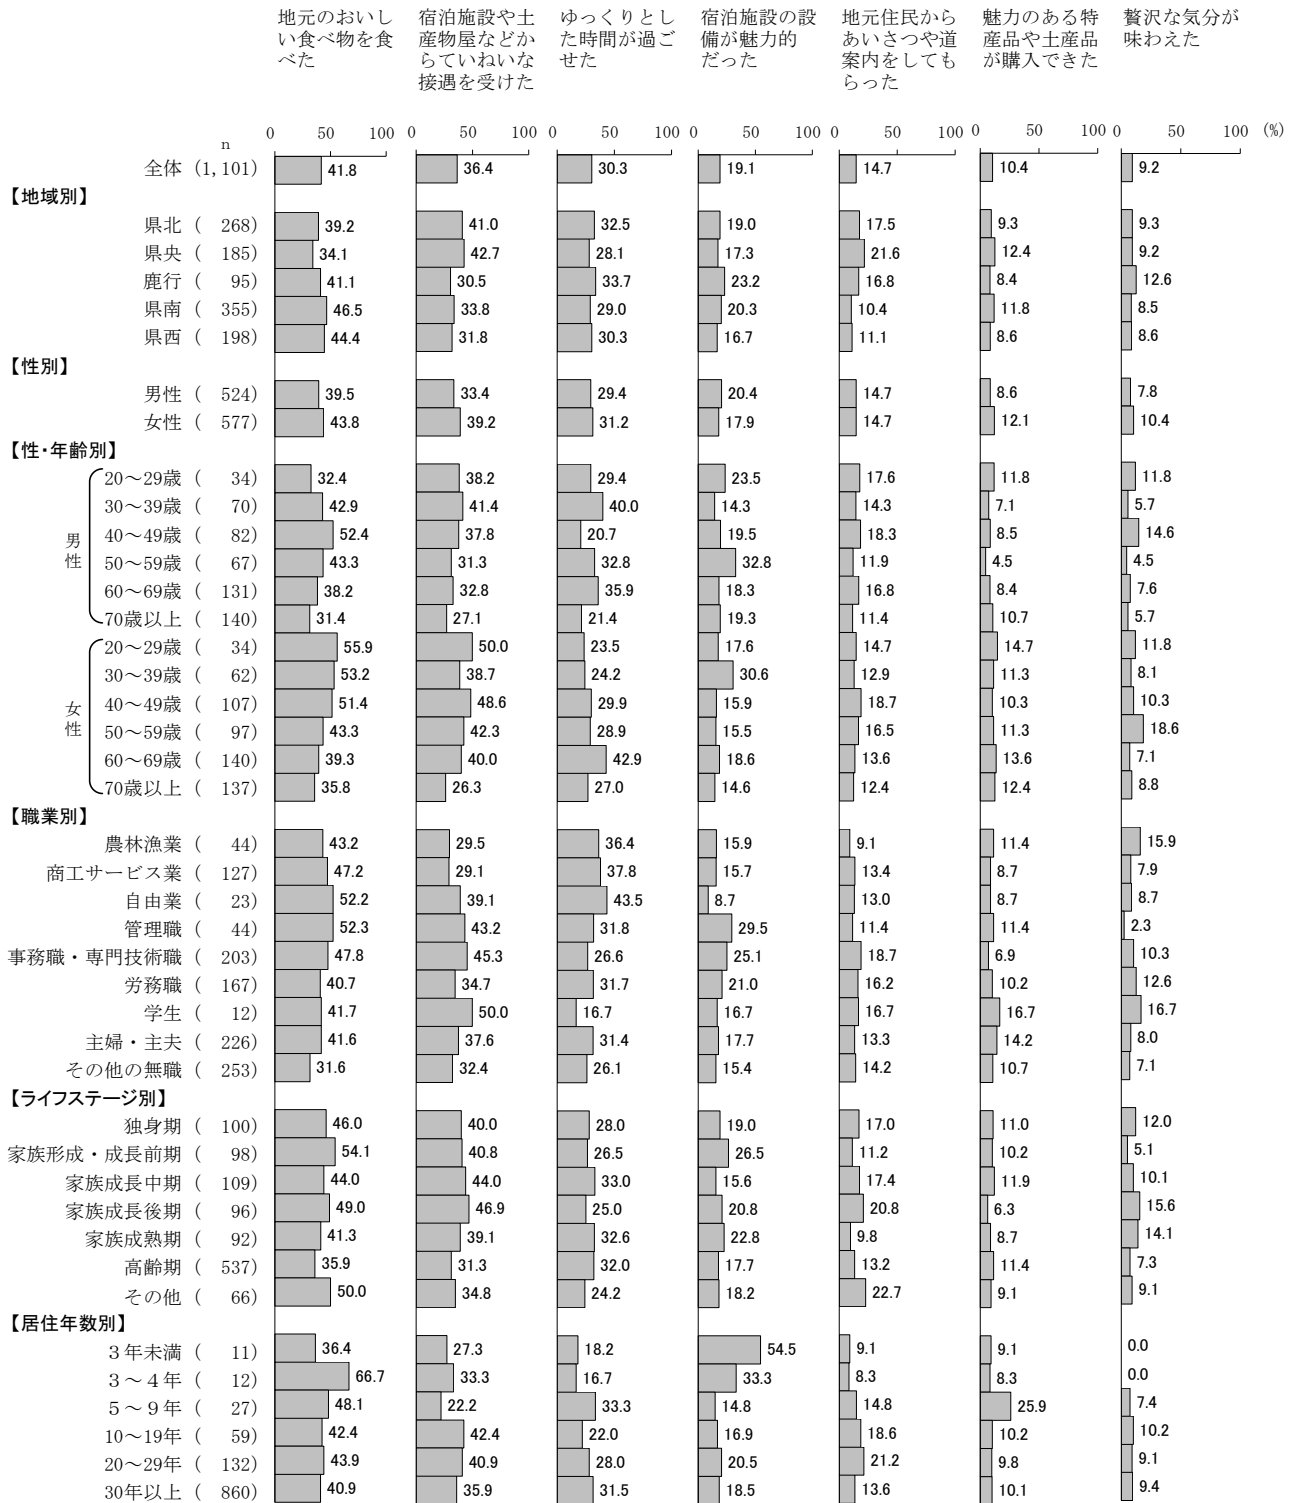 地元のおいし
い食べ物を食
べた
宿泊施設や土
産物屋などか
らていねいな
接遇を受けた
ゆっくりとし
た時間が過ご
せた
宿泊施設の設
備が魅力的
だった
地元住民から
あいさつや道
案内をしても
らった
魅力のある特
産品や土産品
が購入できた
贅沢な気分が
味わえた
0 50 100 0 50 100 0 50 100 0 50 100 0 50 100 0 50 100 0 50 100 (%)
n
全体 (1,101) 41.8 36.4 30.3 19.1 14.7 10.4 9.2
【地域別】
県北 ( 268) 39.2 41.0 32.5 19.0 17.5 9.3 9.3
県央 ( 185) 34.1 42.7 28.1 17.3 21.6 12.4 9.2
鹿行 ( 95) 41.1 30.5 33.7 23.2 16.8 8.4 12.6
県南 ( 355) 46.5 33.8 29.0 20.3 10.4 11.8 8.5
県西 ( 198) 44.4 31.8 30.3 16.7 11.1 8.6 8.6
【性別】
男性 ( 524) 39.5 33.4 29.4 20.4 14.7 8.6 7.8
女性 ( 577) 43.8 39.2 31.2 17.9 14.7 12.1 10.4
【性・年齢別】
男性
20～29歳 ( 34) 32.4 38.2 29.4 23.5 17.6 11.8 11.8
30～39歳 ( 70) 42.9 41.4 40.0 14.3 14.3 7.1 5.7
40～49歳 ( 82) 52.4 37.8 20.7 19.5 18.3 8.5 14.6
50～59歳 ( 67) 43.3 31.3 32.8 32.8 11.9 4.5 4.5
60～69歳 ( 131) 38.2 32.8 35.9 18.3 16.8 8.4 7.6
70歳以上 ( 140) 31.4 27.1 21.4 19.3 11.4 10.7 5.7
女性
20～29歳 ( 34) 55.9 50.0 23.5 17.6 14.7 14.7 11.8
30～39歳 ( 62) 53.2 38.7 24.2 30.6 12.9 11.3 8.1
40～49歳 ( 107) 51.4 48.6 29.9 15.9 18.7 10.3 10.3
50～59歳 ( 97) 43.3 42.3 28.9 15.5 16.5 11.3 18.6
60～69歳 ( 140) 39.3 40.0 42.9 18.6 13.6 13.6 7.1
70歳以上 ( 137) 35.8 26.3 27.0 14.6 12.4 12.4 8.8
【職業別】
農林漁業 ( 44) 43.2 29.5 36.4 15.9 9.1 11.4 15.9
商工サービス業 ( 127) 47.2 29.1 37.8 15.7 13.4 8.7 7.9
自由業 ( 23) 52.2 39.1 43.5 8.7 13.0 8.7 8.7
管理職 ( 44) 52.3 43.2 31.8 29.5 11.4 11.4 2.3
事務職・専門技術職 ( 203) 47.8 45.3 26.6 25.1 18.7 6.9 10.3
労務職 ( 167) 40.7 34.7 31.7 21.0 16.2 10.2 12.6
学生 ( 12) 41.7 50.0 16.7 16.7 16.7 16.7 16.7
主婦・主夫 ( 226) 41.6 37.6 31.4 17.7 13.3 14.2 8.0
その他の無職 ( 253) 31.6 32.4 26.1 15.4 14.2 10.7 7.1
【ライフステージ別】
独身期 ( 100) 46.0 40.0 28.0 19.0 17.0 11.0 12.0
家族形成・成長前期 ( 98) 54.1 40.8 26.5 26.5 11.2 10.2 5.1
家族成長中期 ( 109) 44.0 44.0 33.0 15.6 17.4 11.9 10.1
家族成長後期 ( 96) 49.0 46.9 25.0 20.8 20.8 6.3 15.6
家族成熟期 ( 92) 41.3 39.1 32.6 22.8 9.8 8.7 14.1
高齢期 ( 537) 35.9 31.3 32.0 17.7 13.2 11.4 7.3
その他 ( 66) 50.0 34.8 24.2 18.2 22.7 9.1 9.1
【居住年数別】
３年未満 ( 11) 36.4 27.3 18.2 54.5 9.1 9.1 0.0
３～４年 ( 12) 66.7 33.3 16.7 33.3 8.3 8.3 0.0
５～９年 ( 27) 48.1 22.2 33.3 14.8 14.8 25.9 7.4
10～19年 ( 59) 42.4 42.4 22.0 16.9 18.6 10.2 10.2
20～29年 ( 132) 43.9 40.9 28.0 20.5 21.2 9.8 9.1
30年以上 ( 860) 40.9 35.9 31.5 18.5 13.6 10.1 9.4